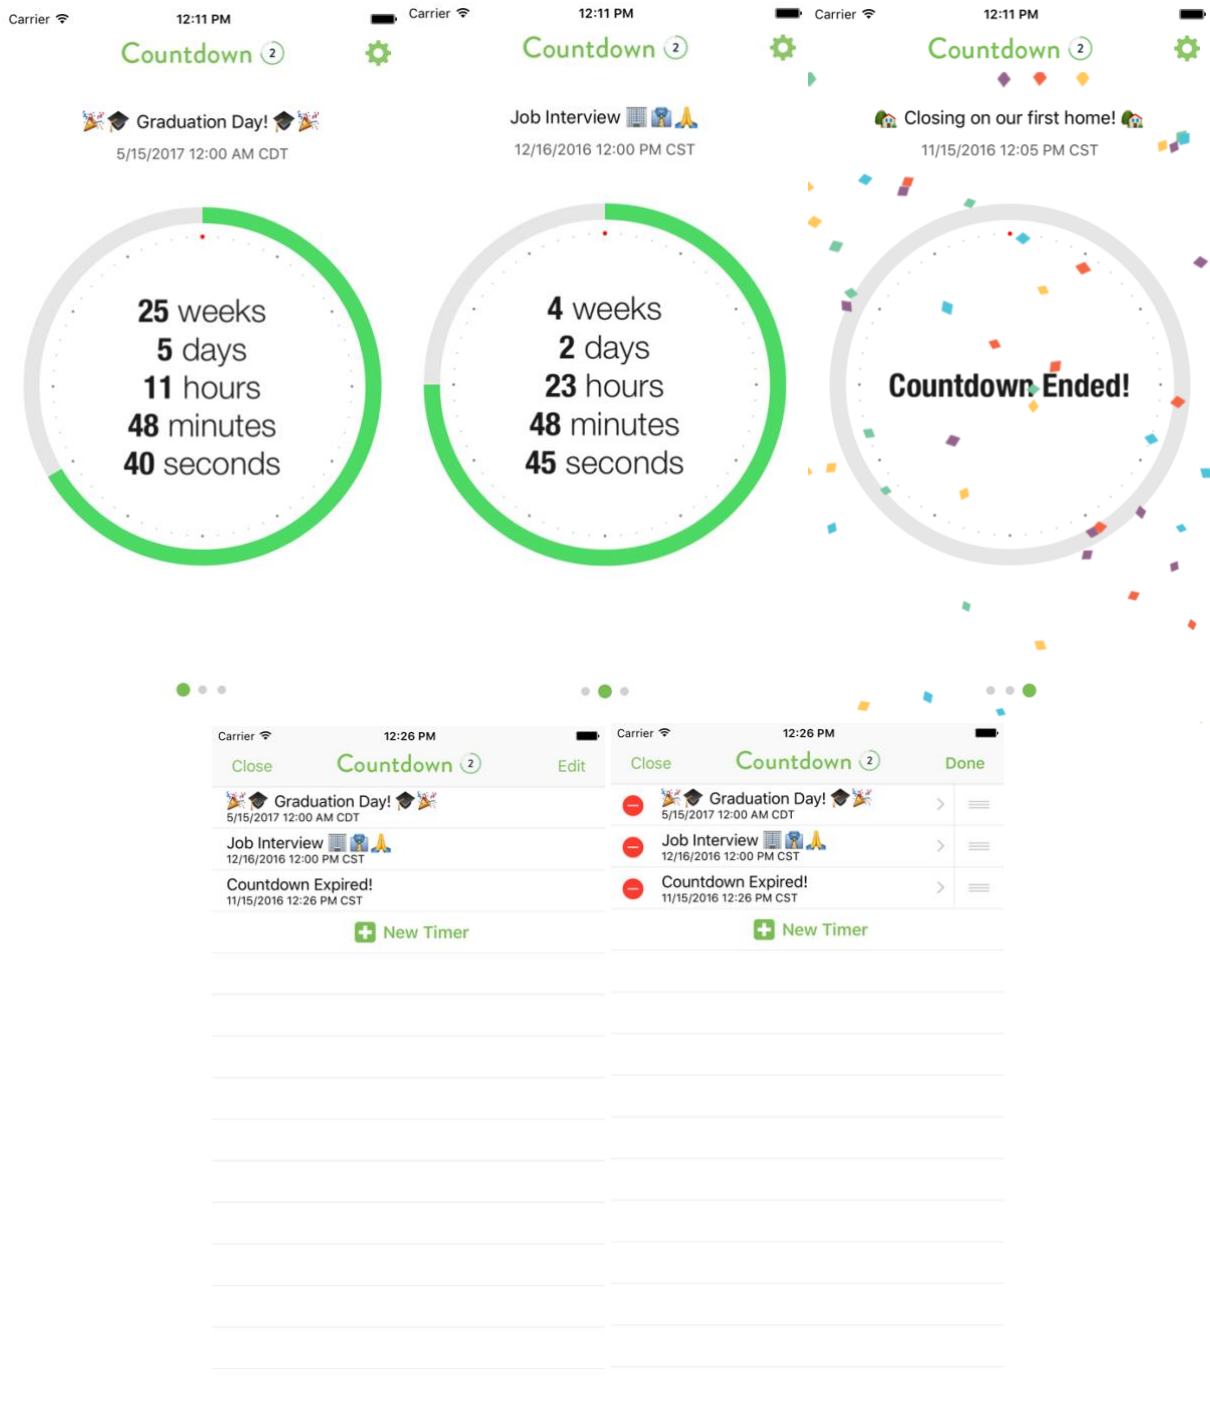 Carrier 12:11 PM
Countdown 2
🎉🎓 Graduation Day! 🎓🎉
5/15/2017 12:00 AM CDT
25 weeks
5 days
11 hours
48 minutes
40 seconds
Carrier 12:11 PM
Countdown 2
Job Interview 🏢👔🙏
12/16/2016 12:00 PM CST
4 weeks
2 days
23 hours
48 minutes
45 seconds
Carrier 12:11 PM
Countdown 2
🏡 Closing on our first home! 🏡
11/15/2016 12:05 PM CST
Countdown Ended!
Carrier 12:26 PM
Close Countdown 2 Edit
🎉🎓 Graduation Day! 🎓🎉
5/15/2017 12:00 AM CDT
Job Interview 🏢👔🙏
12/16/2016 12:00 PM CST
Countdown Expired!
11/15/2016 12:26 PM CST
New Timer
Carrier 12:26 PM
Close Countdown 2 Done
🎉🎓 Graduation Day! 🎓🎉
5/15/2017 12:00 AM CDT
Job Interview 🏢👔🙏
12/16/2016 12:00 PM CST
Countdown Expired!
11/15/2016 12:26 PM CST
New Timer